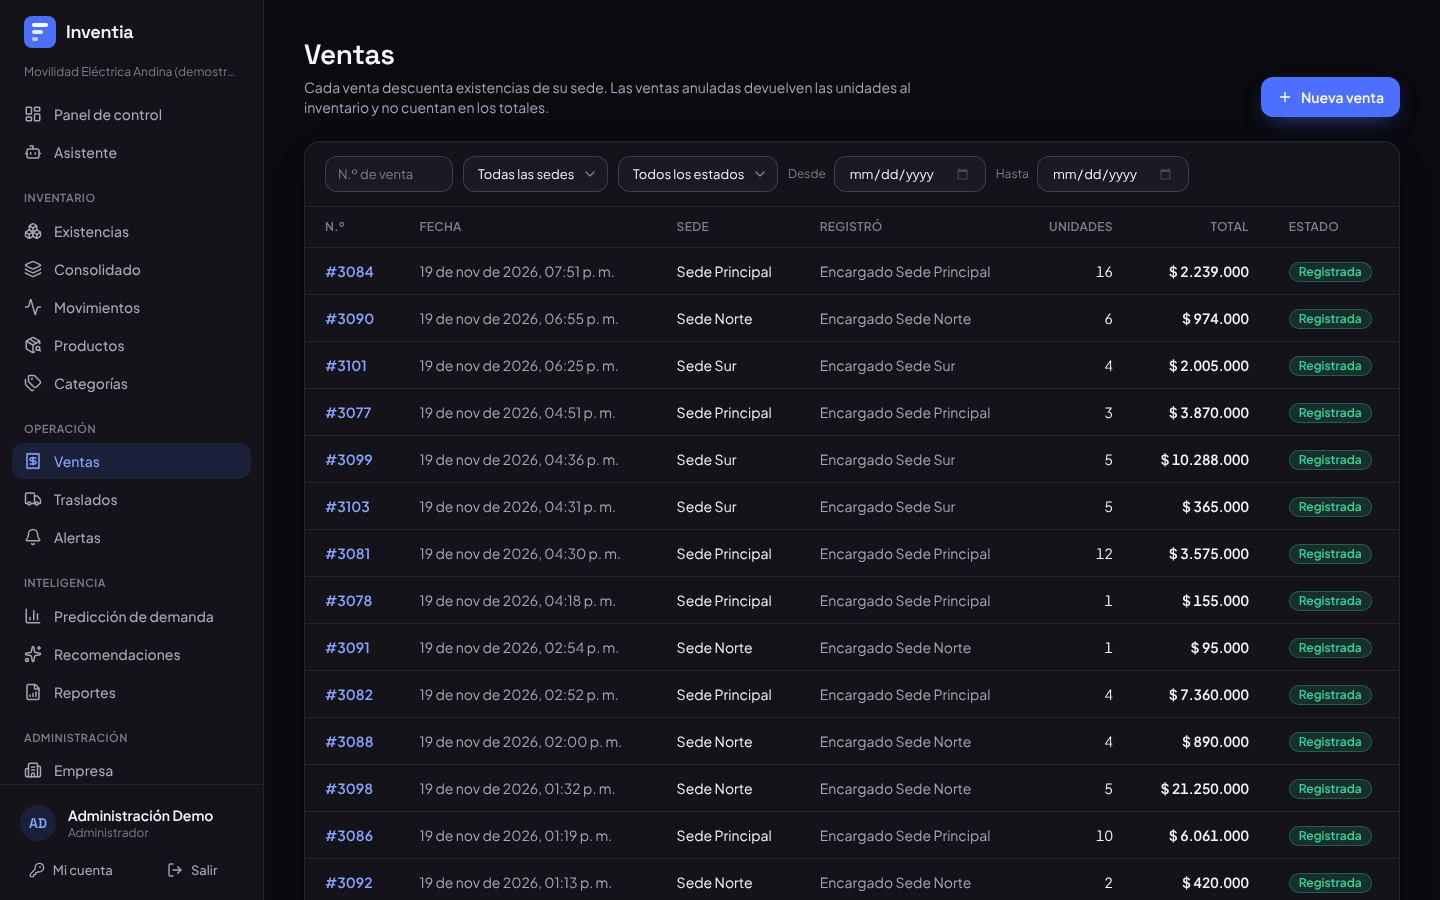 Inventia
Movilidad Eléctrica Andina (demostr...
Panel de control
Asistente
INVENTARIO
Existencias
Consolidado
Movimientos
Productos
Categorías
OPERACIÓN
Ventas
Traslados
Alertas
INTELIGENCIA
Predicción de demanda
Recomendaciones
Reportes
ADMINISTRACIÓN
Empresa
AD
Administración Demo
Administrador
Mi cuenta
Salir
Ventas
Cada venta descuenta existencias de su sede. Las ventas anuladas devuelven las unidades al
inventario y no cuentan en los totales.
+ Nueva venta
N.º de venta
Todas las sedes
Todos los estados
Desde
mm/dd/yyyy
Hasta
mm/dd/yyyy
N.º FECHA SEDE REGISTRÓ UNIDADES TOTAL ESTADO
#3084 19 de nov de 2026, 07:51 p. m. Sede Principal Encargado Sede Principal 16 $ 2.239.000 Registrada
#3090 19 de nov de 2026, 06:55 p. m. Sede Norte Encargado Sede Norte 6 $ 974.000 Registrada
#3101 19 de nov de 2026, 06:25 p. m. Sede Sur Encargado Sede Sur 4 $ 2.005.000 Registrada
#3077 19 de nov de 2026, 04:51 p. m. Sede Principal Encargado Sede Principal 3 $ 3.870.000 Registrada
#3099 19 de nov de 2026, 04:36 p. m. Sede Sur Encargado Sede Sur 5 $ 10.288.000 Registrada
#3103 19 de nov de 2026, 04:31 p. m. Sede Sur Encargado Sede Sur 5 $ 365.000 Registrada
#3081 19 de nov de 2026, 04:30 p. m. Sede Principal Encargado Sede Principal 12 $ 3.575.000 Registrada
#3078 19 de nov de 2026, 04:18 p. m. Sede Principal Encargado Sede Principal 1 $ 155.000 Registrada
#3091 19 de nov de 2026, 02:54 p. m. Sede Norte Encargado Sede Norte 1 $ 95.000 Registrada
#3082 19 de nov de 2026, 02:52 p. m. Sede Principal Encargado Sede Principal 4 $ 7.360.000 Registrada
#3088 19 de nov de 2026, 02:00 p. m. Sede Norte Encargado Sede Norte 4 $ 890.000 Registrada
#3098 19 de nov de 2026, 01:32 p. m. Sede Norte Encargado Sede Norte 5 $ 21.250.000 Registrada
#3086 19 de nov de 2026, 01:19 p. m. Sede Principal Encargado Sede Principal 10 $ 6.061.000 Registrada
#3092 19 de nov de 2026, 01:13 p. m. Sede Norte Encargado Sede Norte 2 $ 420.000 Registrada